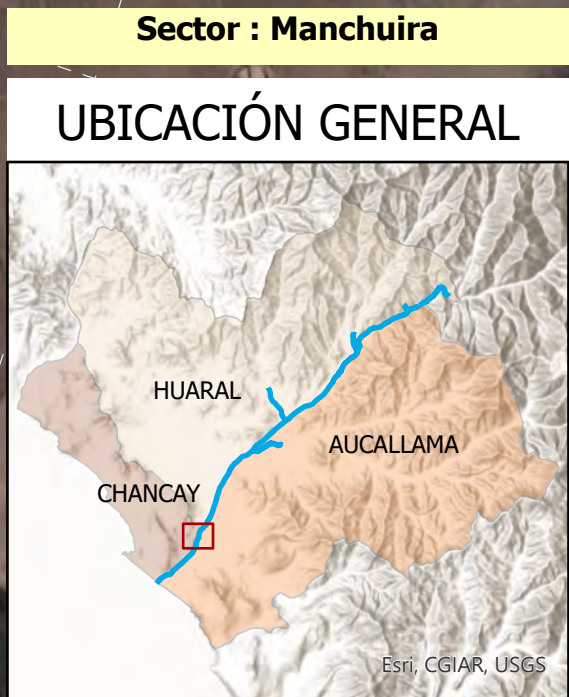 Sector : Manchuira
UBICACIÓN GENERAL
HUARAL
AUCALLAMA
CHANCAY
Esri, CGIAR, USGS